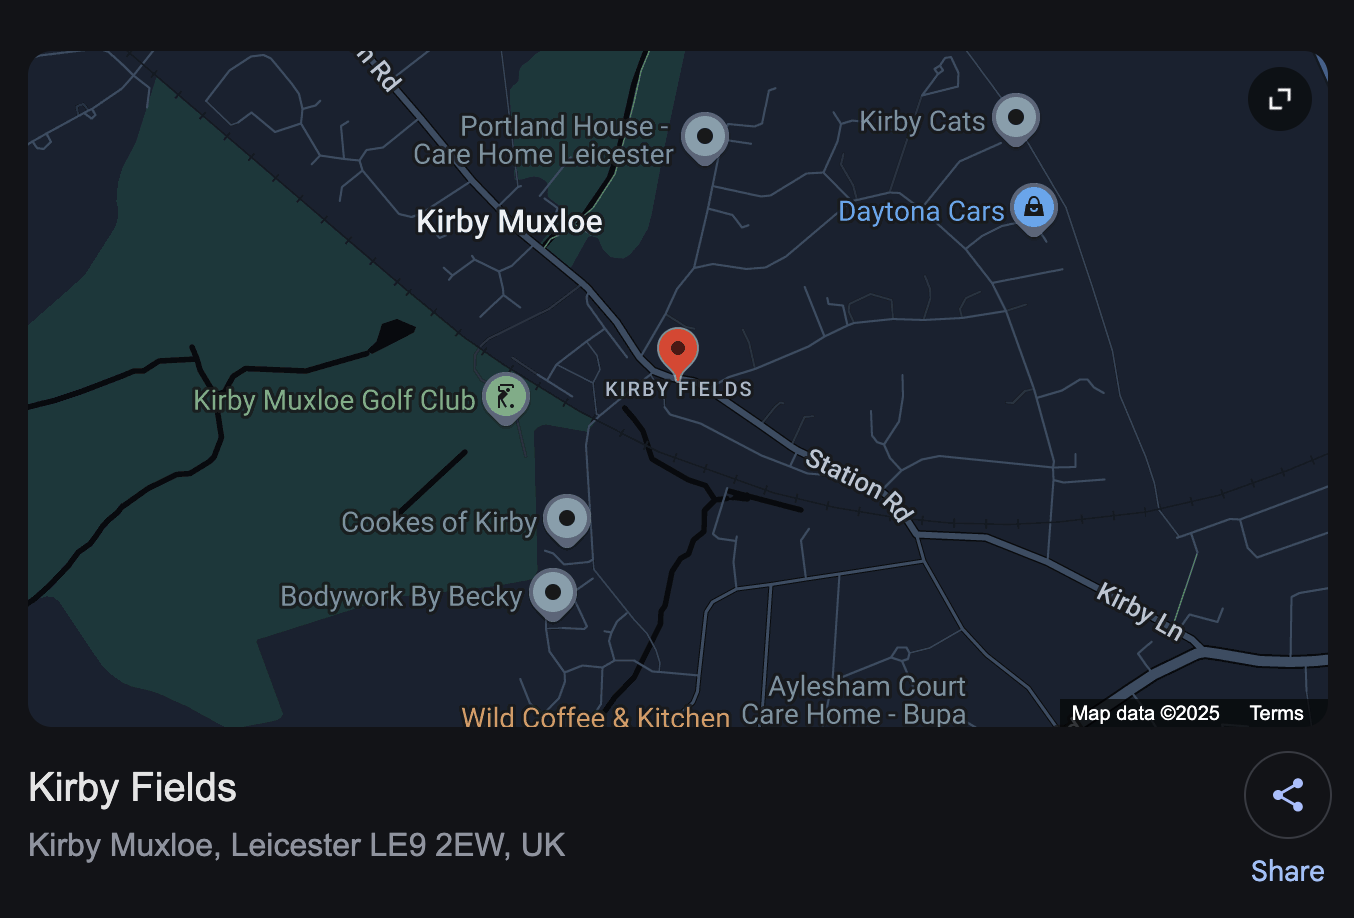 n Rd
Portland House -
Care Home Leicester
Kirby Cats
Daytona Cars
Kirby Muxloe
KIRBY FIELDS
Kirby Muxloe Golf Club
Station Rd
Cookes of Kirby
Bodywork By Becky
Kirby Ln
Aylesham Court
Care Home - Bupa
Wild Coffee & Kitchen
Map data ©2025
Terms
Kirby Fields
Kirby Muxloe, Leicester LE9 2EW, UK
Share